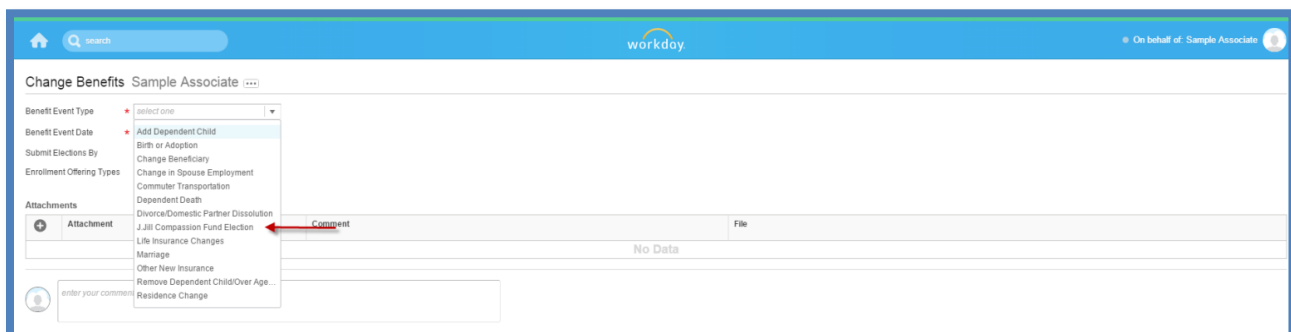 search
workday.
On behalf of: Sample Associate
Change Benefits Sample Associate
Benefit Event Type * select one
Benefit Event Date *
Submit Elections By
Enrollment Offering Types
Add Dependent Child
Birth or Adoption
Change Beneficiary
Change in Spouse Employment
Commuter Transportation
Dependent Death
Divorce/Domestic Partner Dissolution
J.Jill Compassion Fund Election
Life Insurance Changes
Marriage
Other New Insurance
Remove Dependent Child/Over Age...
Residence Change
Attachments
Attachment Comment File
No Data
enter your commen